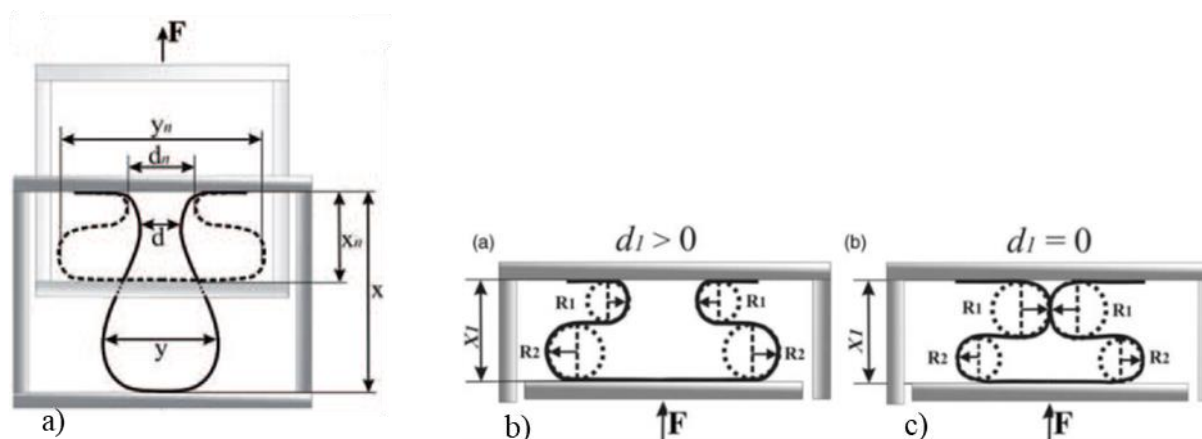 F
yₙ
dₙ
d
xₙ
x
y
a)
(a)
d₁ > 0
R1
R1
X₁
R2
R2
b)
F
(b)
d₁ = 0
R1
R1
X₁
R2
R2
c)
F